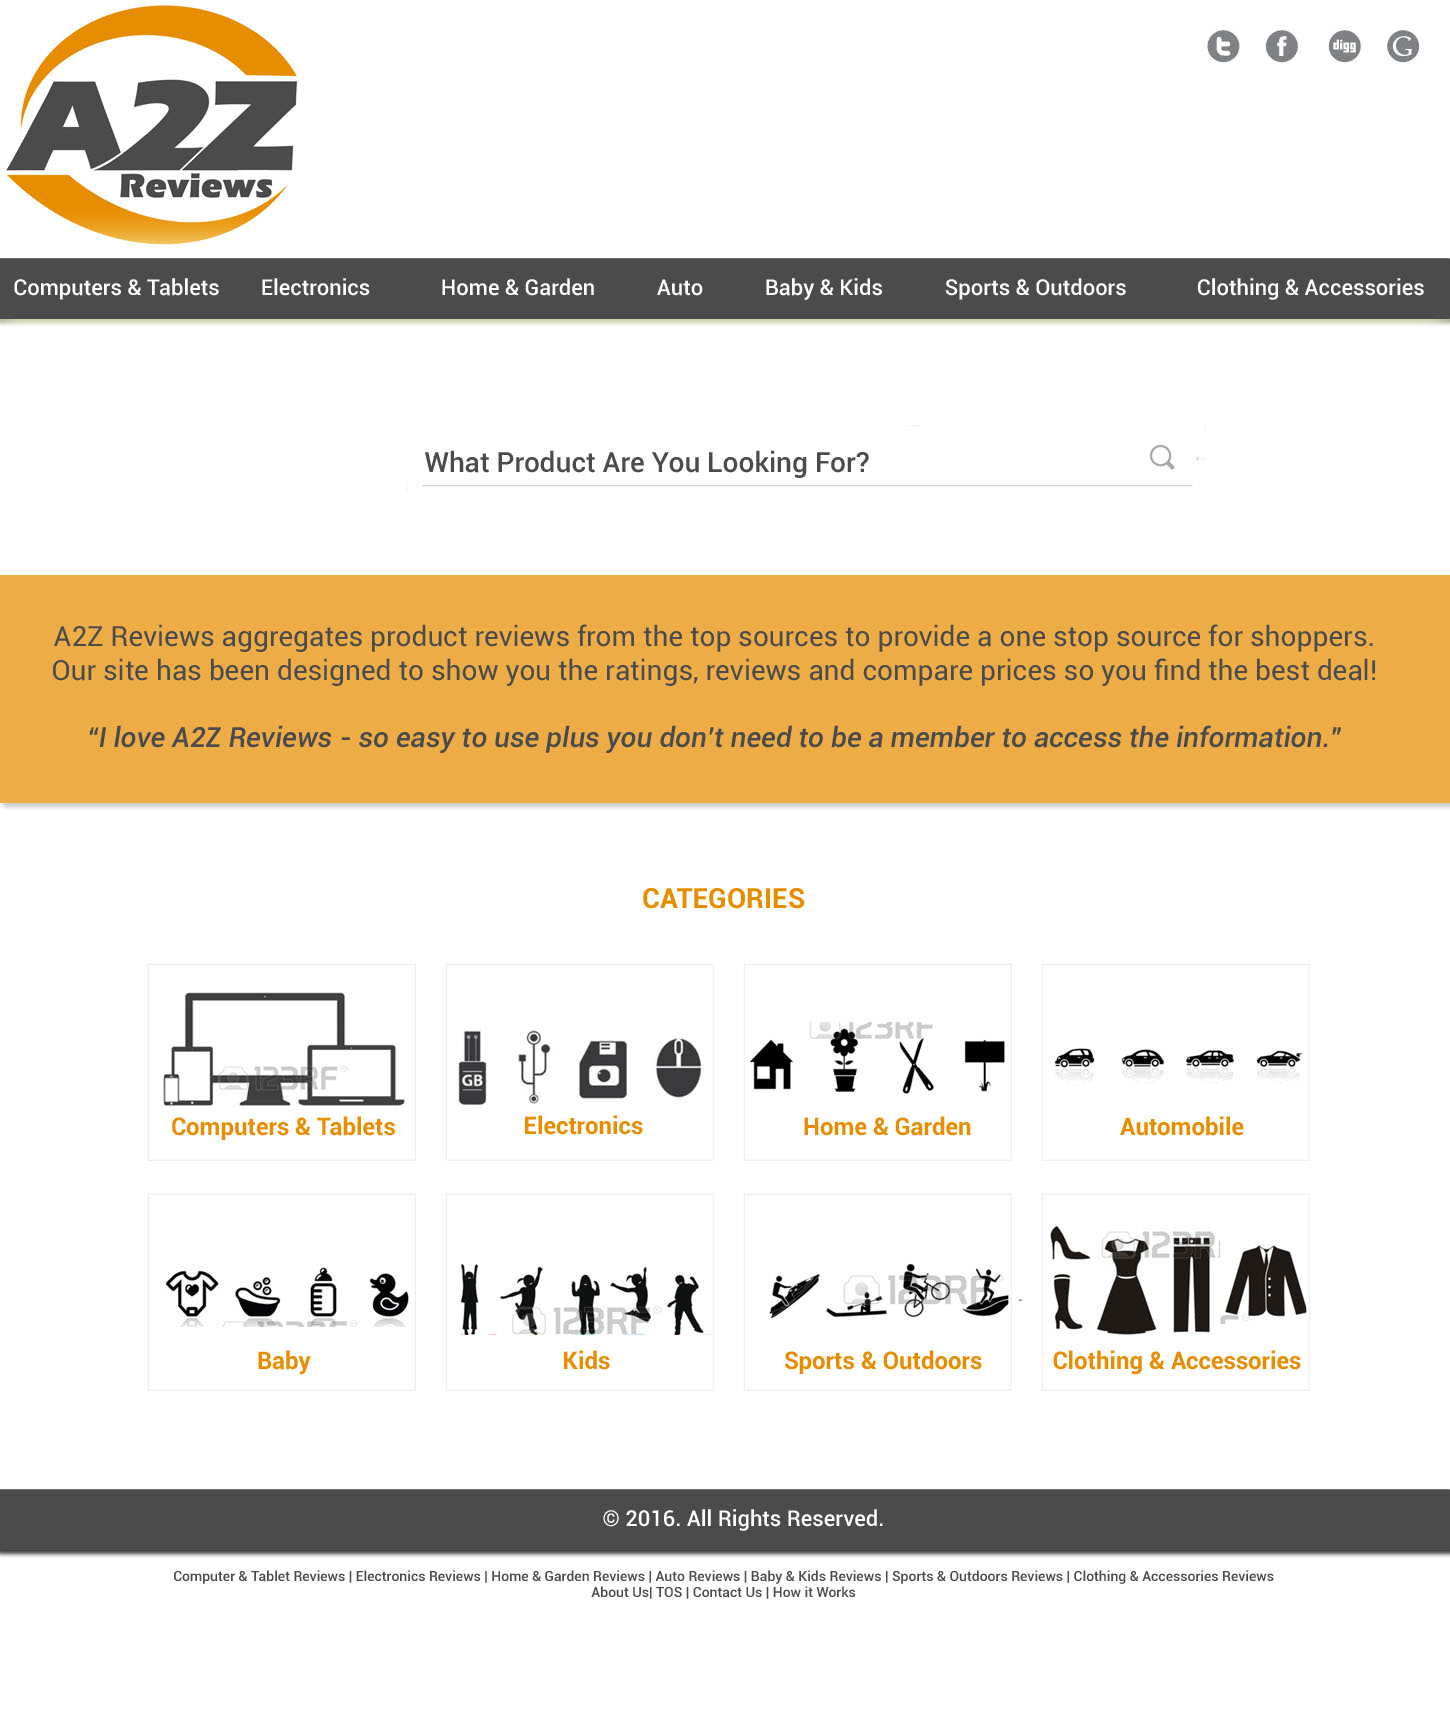 A2Z
Reviews
t f digg G
Computers & Tablets Electronics Home & Garden Auto Baby & Kids Sports & Outdoors Clothing & Accessories
What Product Are You Looking For?
A2Z Reviews aggregates product reviews from the top sources to provide a one stop source for shoppers.
Our site has been designed to show you the ratings, reviews and compare prices so you find the best deal!
“I love A2Z Reviews - so easy to use plus you don't need to be a member to access the information.”
CATEGORIES
123RF®
GB
123RF
Computers & Tablets Electronics Home & Garden Automobile
123RF®
123RF®
123RF
123R
Baby Kids Sports & Outdoors Clothing & Accessories
© 2016. All Rights Reserved.
Computer & Tablet Reviews | Electronics Reviews | Home & Garden Reviews | Auto Reviews | Baby & Kids Reviews | Sports & Outdoors Reviews | Clothing & Accessories Reviews
About Us| TOS | Contact Us | How it Works